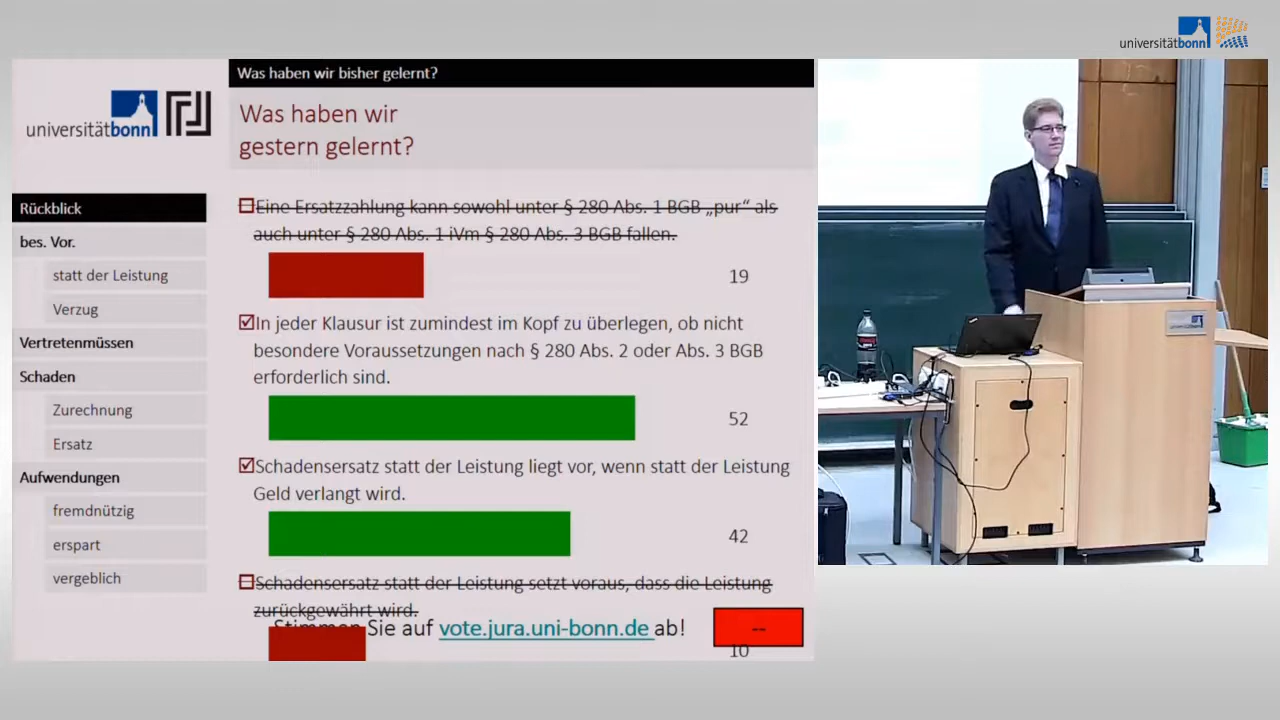 universitätbonn
Was haben wir bisher gelernt?
universitätbonn
Was haben wir
gestern gelernt?
Rückblick
bes. Vor.
statt der Leistung
Verzug
Vertretenmüssen
Schaden
Zurechnung
Ersatz
Aufwendungen
fremdnützig
erspart
vergeblich
Eine Ersatzzahlung kann sowohl unter § 280 Abs. 1 BGB „pur“ als
auch unter § 280 Abs. 1 iVm § 280 Abs. 3 BGB fallen.
19
In jeder Klausur ist zumindest im Kopf zu überlegen, ob nicht
besondere Voraussetzungen nach § 280 Abs. 2 oder Abs. 3 BGB
erforderlich sind.
52
Schadensersatz statt der Leistung liegt vor, wenn statt der Leistung
Geld verlangt wird.
42
Schadensersatz statt der Leistung setzt voraus, dass die Leistung
zurückgewährt wird.
Stimmen Sie auf vote.jura.uni-bonn.de ab!
--
10